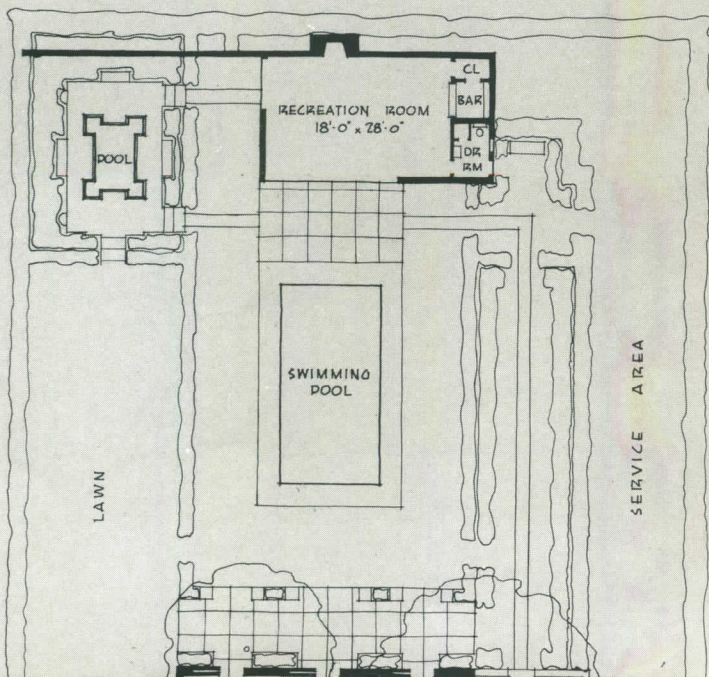 CL
RECREATION ROOM
18'-0" x 28'-0"
BAR
POOL
DR
RM
SWIMMING
POOL
LAWN
SERVICE AREA